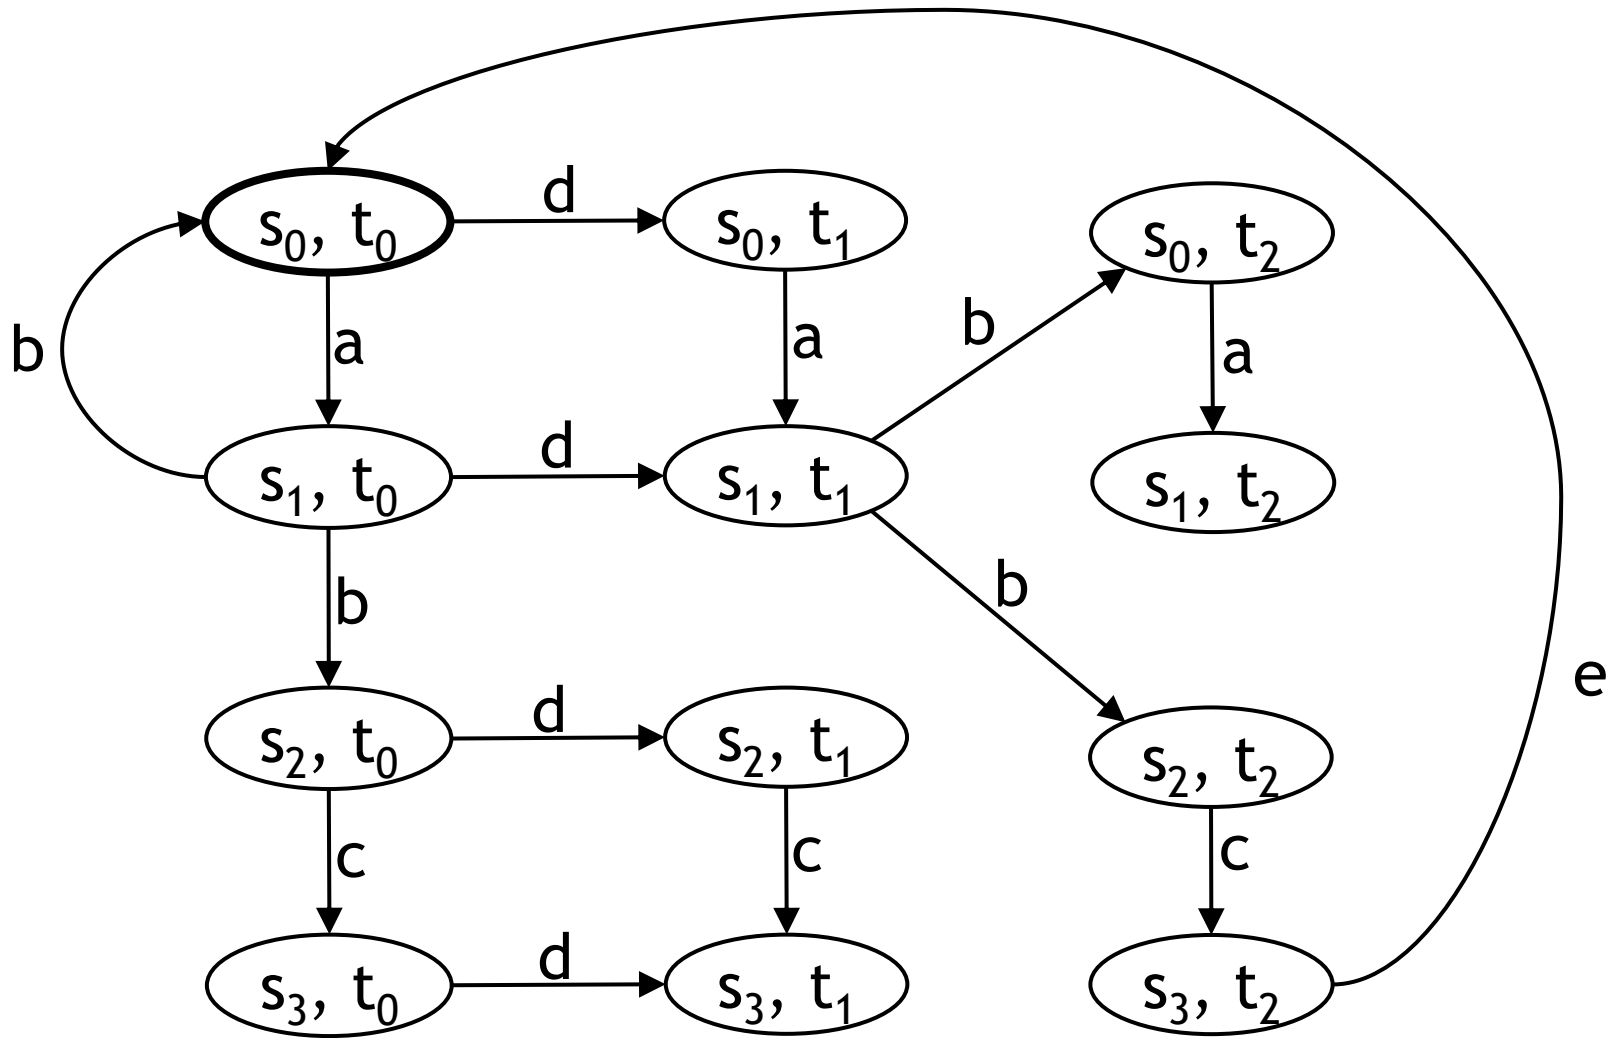 d
s₀, t₀
s₀, t₁
s₀, t₂
b
a
a
b
a
d
s₁, t₀
s₁, t₁
s₁, t₂
b
b
e
d
s₂, t₀
s₂, t₁
s₂, t₂
c
c
c
d
s₃, t₀
s₃, t₁
s₃, t₂